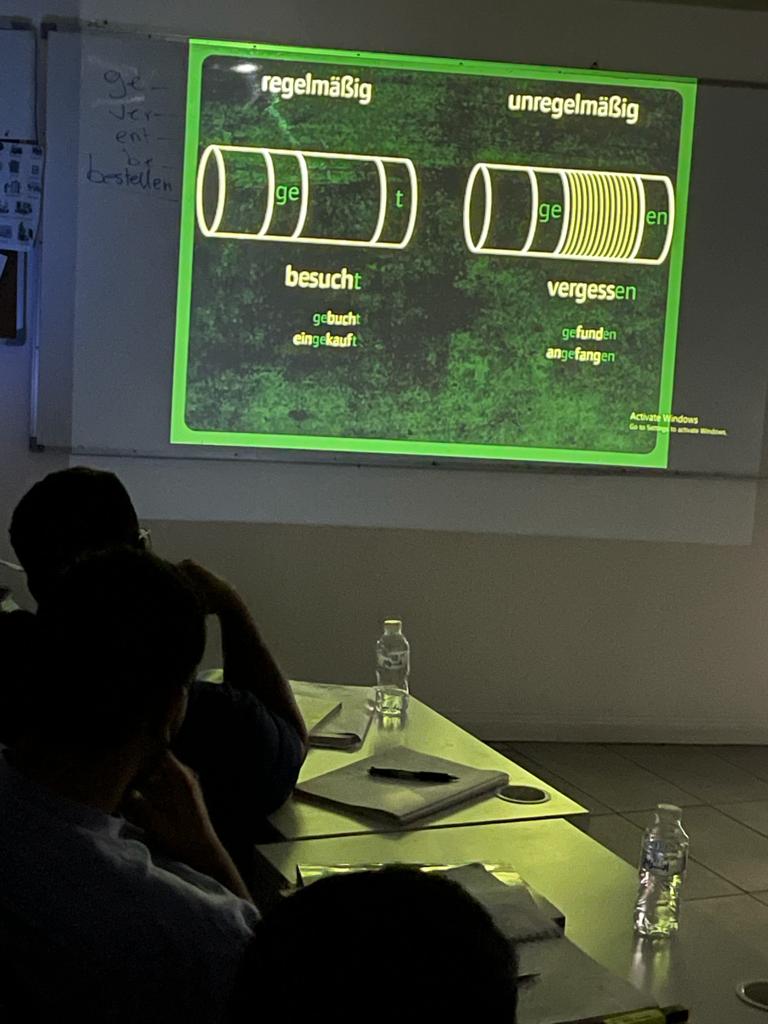 ge -
ver -
ent -
be -
bestellen
regelmäßig
ge t
besucht
gebucht
eingekauft
unregelmäßig
ge en
vergessen
gefunden
angefangen
Activate Windows
Go to Settings to activate Windows.